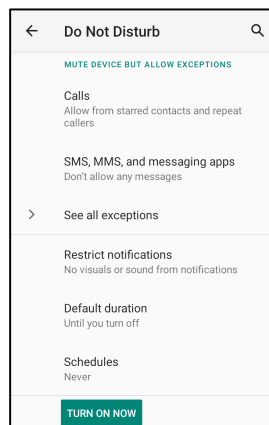 Do Not Disturb
MUTE DEVICE BUT ALLOW EXCEPTIONS
Calls
Allow from starred contacts and repeat
callers
SMS, MMS, and messaging apps
Don't allow any messages
See all exceptions
Restrict notifications
No visuals or sound from notifications
Default duration
Until you turn off
Schedules
Never
TURN ON NOW